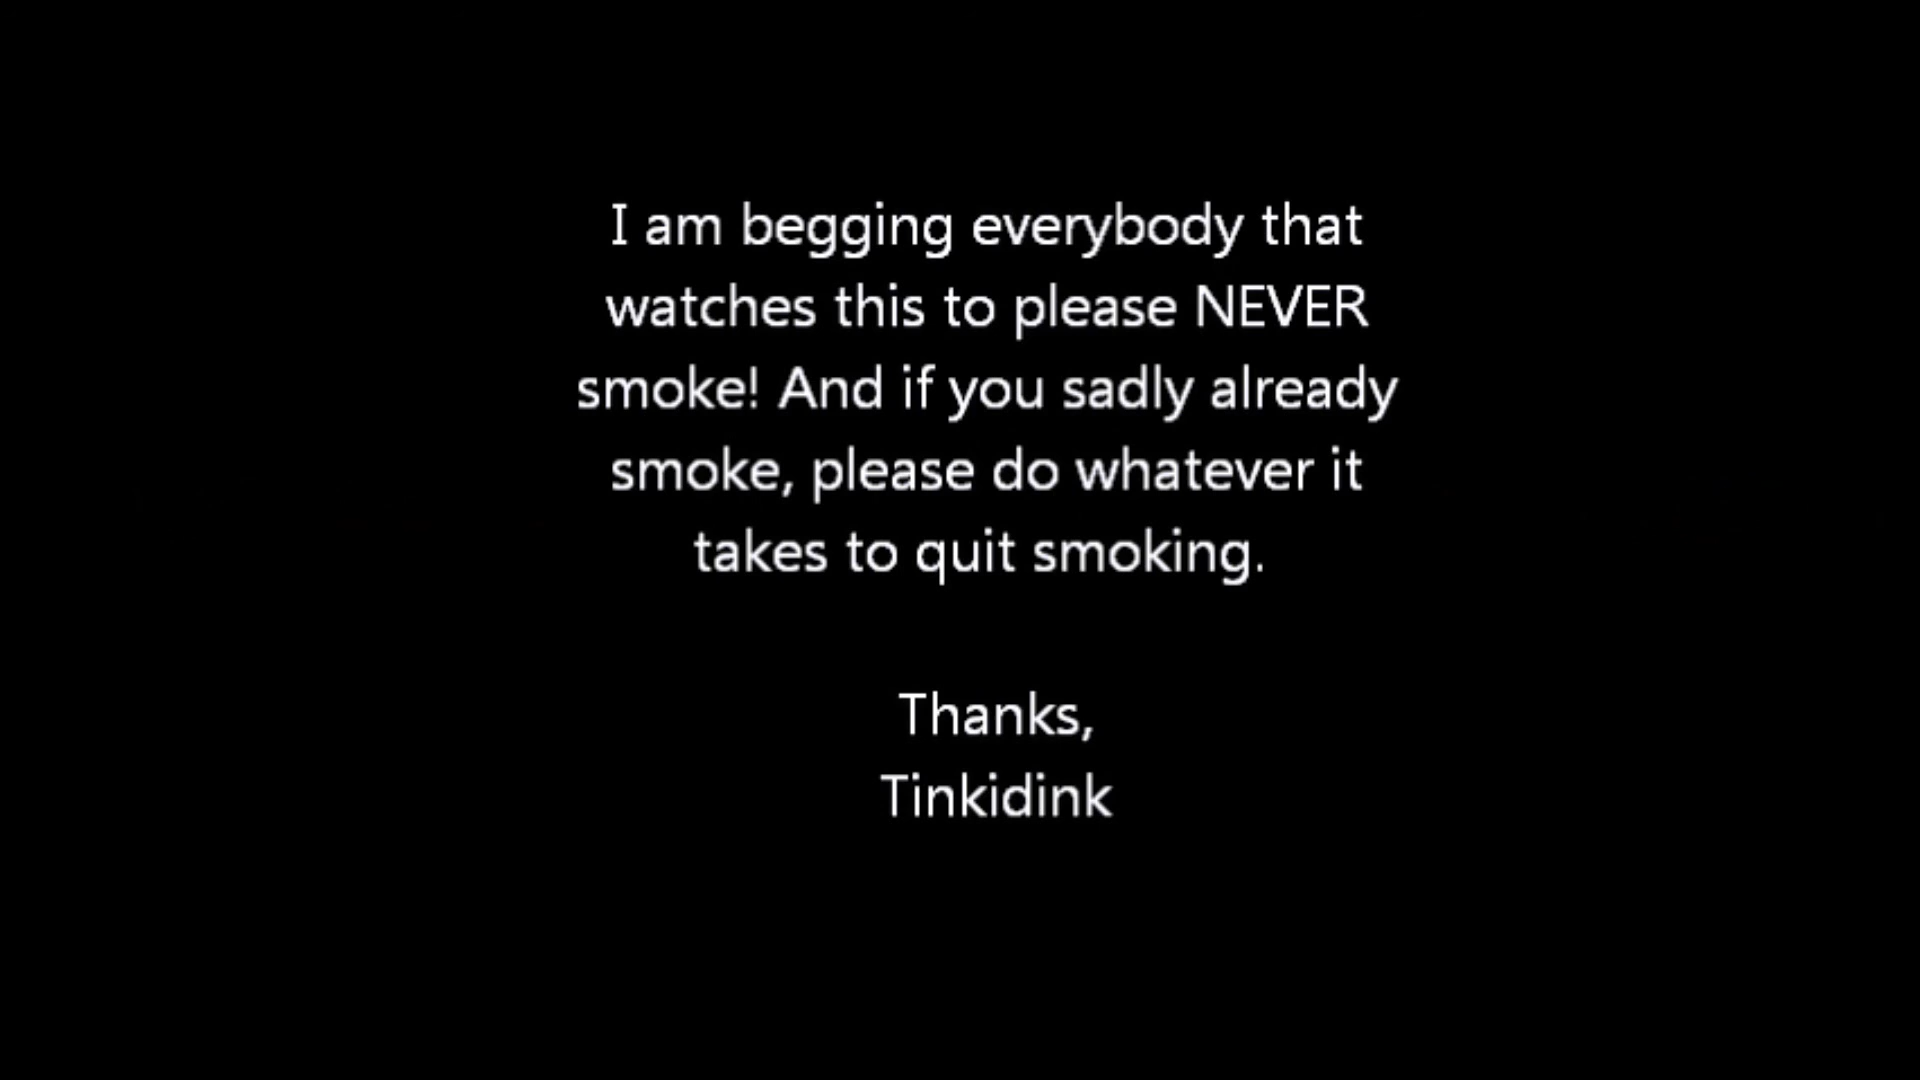 I am begging everybody that
watches this to please NEVER
smoke! And if you sadly already
smoke, please do whatever it
takes to quit smoking.
Thanks,
Tinkidink